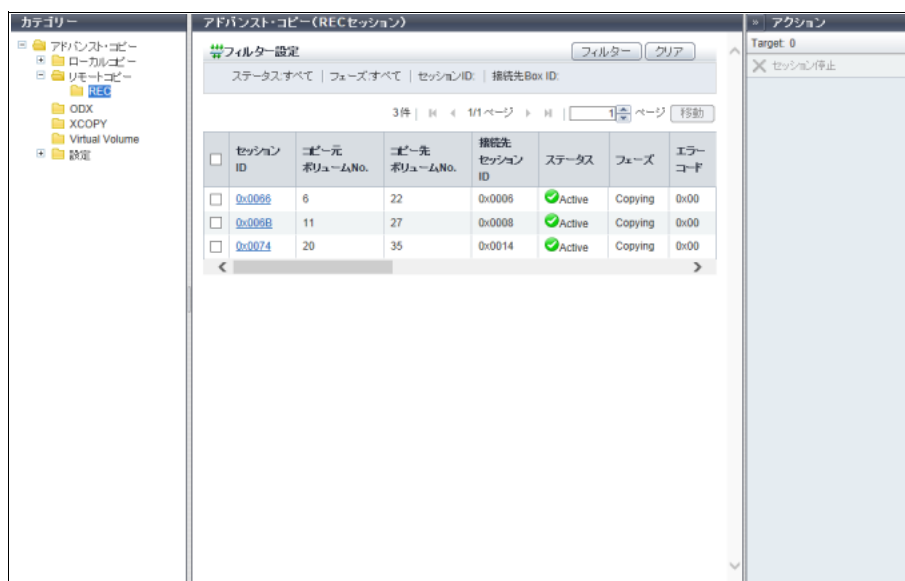 カテゴリー
アドバンスト・コピー(RECセッション)
» アクション
アドバンスト・コピー
ローカルコピー
リモートコピー
REC
ODX
XCOPY
Virtual Volume
設定
フィルター設定
フィルター クリア
ステータス:すべて | フェーズ:すべて | セッションID: | 接続先Box ID:
3件 | 1/1 ページ | 1 ページ 移動
セッションID コピー元ボリュームNo. コピー先ボリュームNo. 接続先セッションID ステータス フェーズ エラーコード
0x0066 6 22 0x0006 Active Copying 0x00
0x006B 11 27 0x0008 Active Copying 0x00
0x0074 20 35 0x0014 Active Copying 0x00
Target: 0
セッション停止